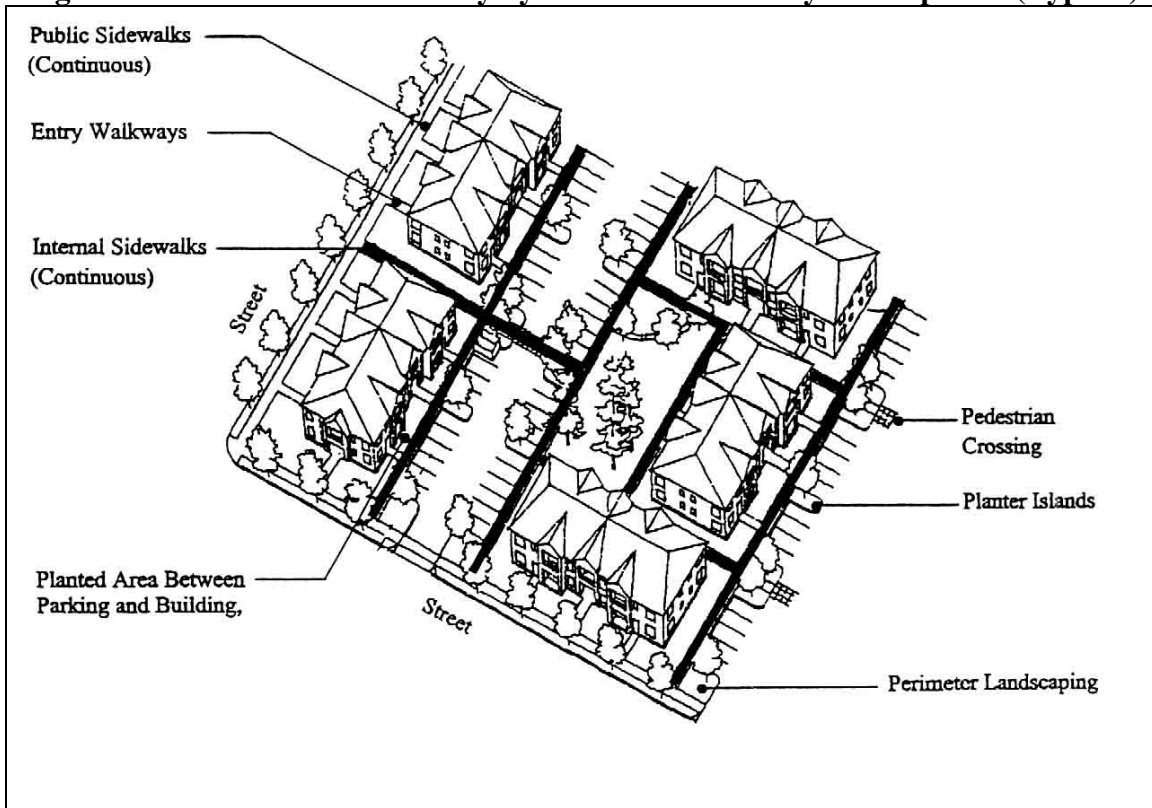 Public Sidewalks
(Continuous)
Entry Walkways
Internal Sidewalks
(Continuous)
Street
Pedestrian
Crossing
Planter Islands
Planted Area Between
Parking and Building,
Street
Perimeter Landscaping